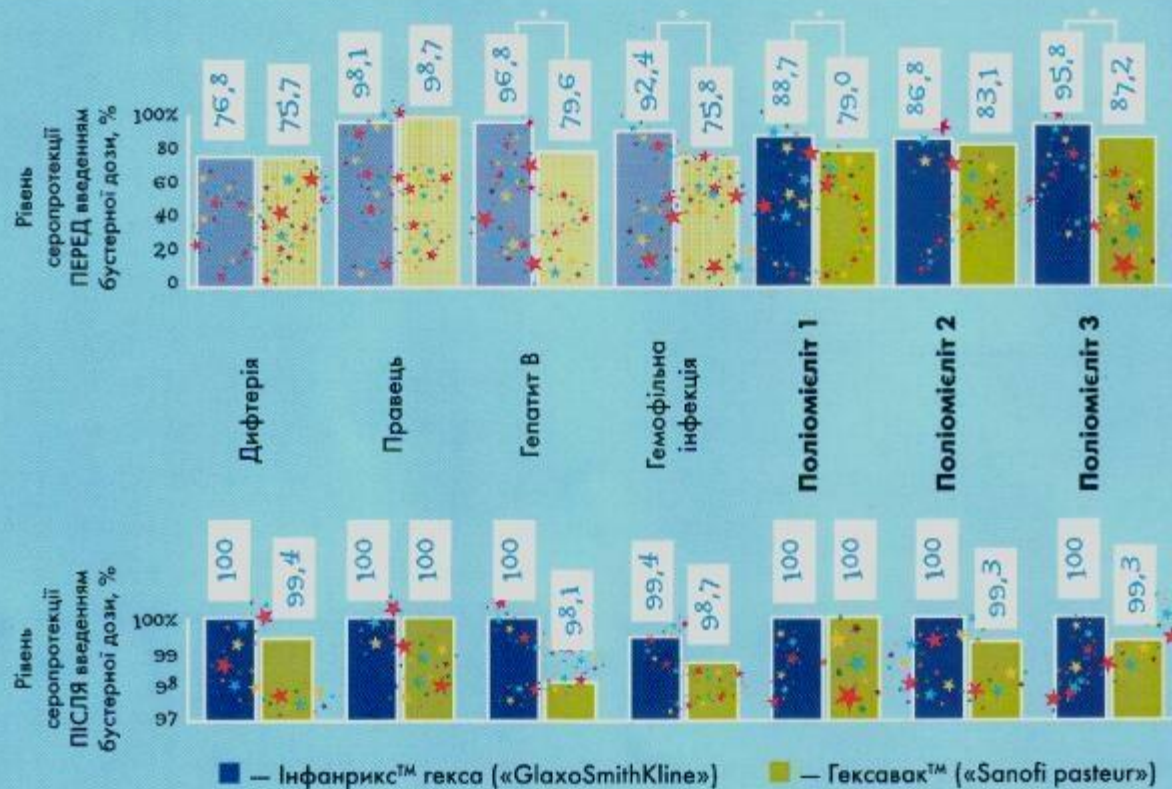 Рівень
серопротекції
ПЕРЕД введенням
бустерної дози, %
100%
80
60
40
20
0
76,8
75,7
98,1
98,7
96,8
79,6
*
92,4
75,8
*
88,7
79,0
*
86,8
83,1
95,8
87,2
*
Дифтерія
Правець
Гепатит В
Гемофільна
інфекція
Поліомієліт 1
Поліомієліт 2
Поліомієліт 3
Рівень
серопротекції
ПІСЛЯ введенням
бустерної дози, %
100%
99
98
97
100
99,4
100
100
100
98,1
99,4
98,7
100
100
100
99,3
100
99,3
— Інфанрикс™ гекса («GlaxoSmithKline»)
— Гексавак™ («Sanofi pasteur»)